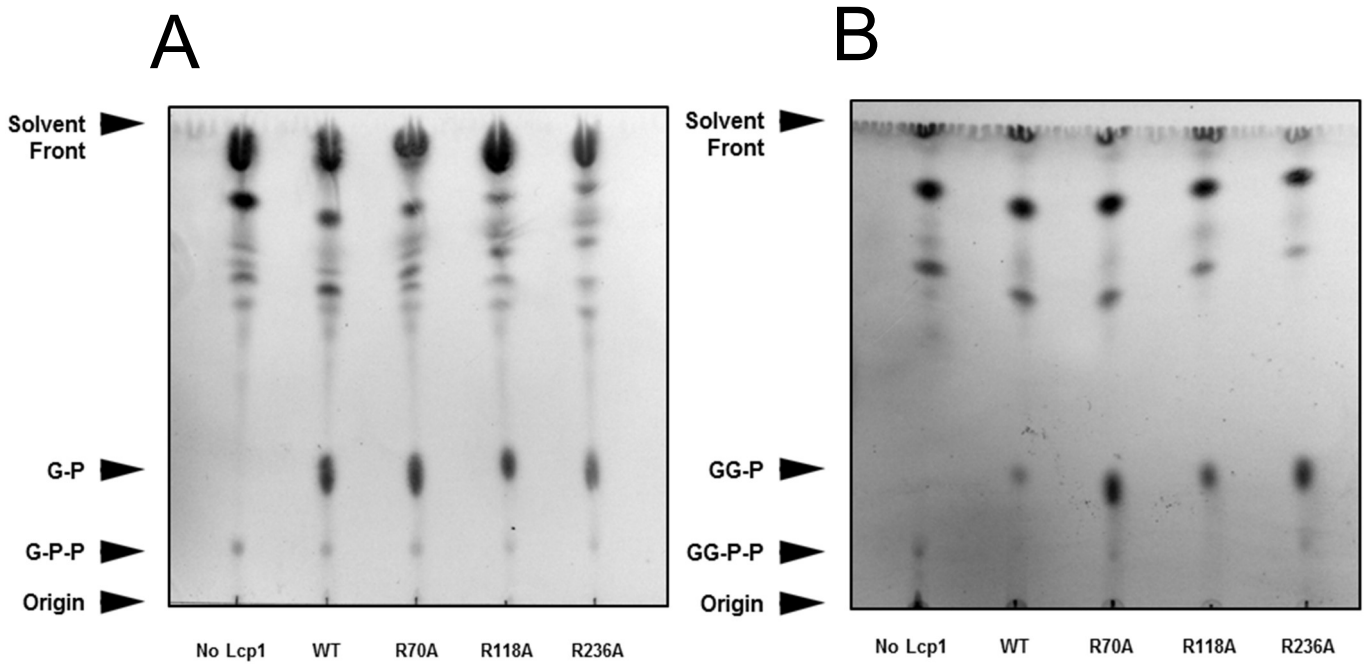 A
Solvent
Front
G-P
G-P-P
Origin
No Lcp1 WT R70A R118A R236A
B
Solvent
Front
GG-P
GG-P-P
Origin
No Lcp1 WT R70A R118A R236A